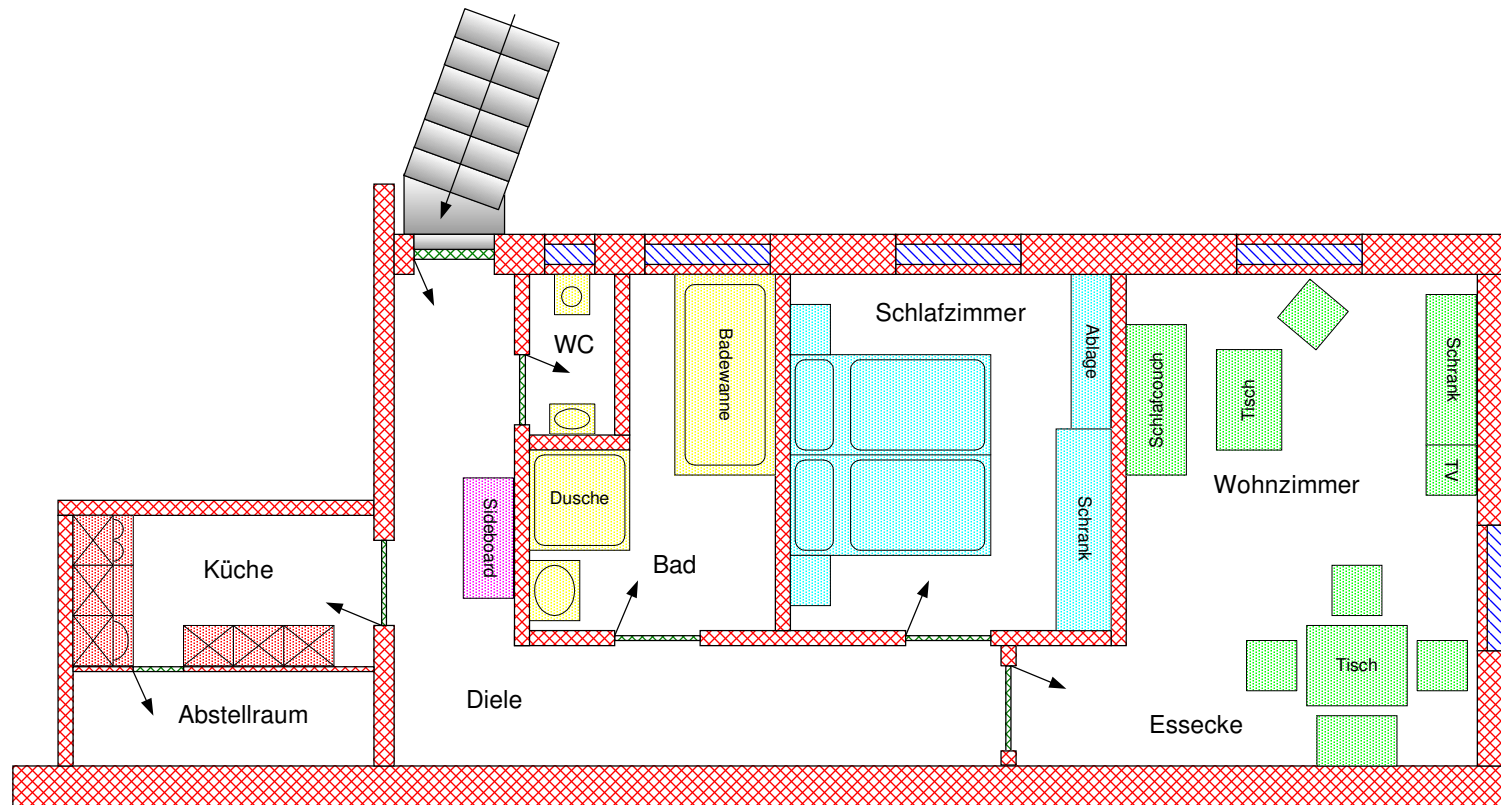 WC
Schlafzimmer
Badewanne
Ablage
Schlafcouch
Tisch
Schrank
TV
Wohnzimmer
Dusche
Sideboard
Schrank
Küche
Bad
Tisch
Diele
Abstellraum
Essecke